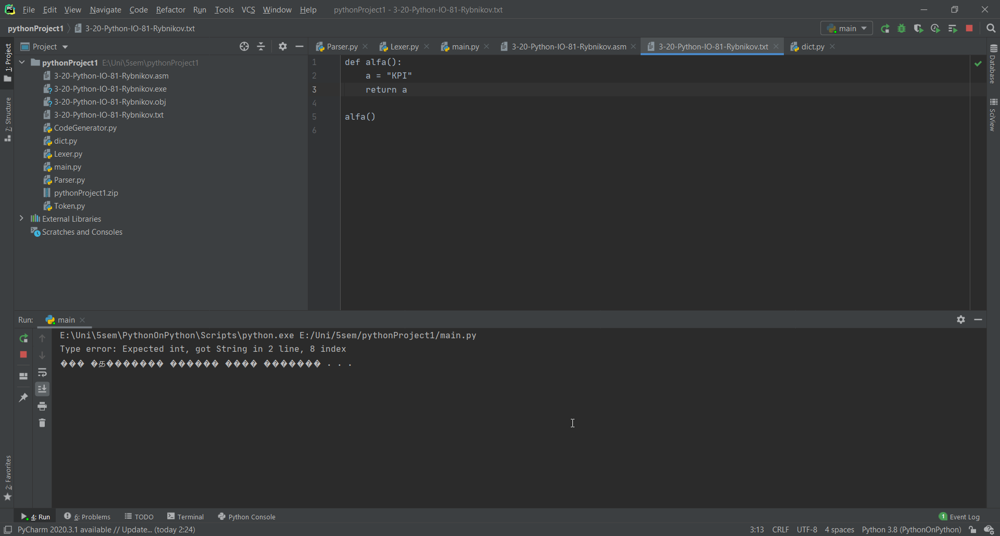 File Edit View Navigate Code Refactor Run Tools VCS Window Help pythonProject1 - 3-20-Python-IO-81-Rybnikov.txt
pythonProject1 3-20-Python-IO-81-Rybnikov.txt
main
Project
Parser.py Lexer.py main.py 3-20-Python-IO-81-Rybnikov.asm 3-20-Python-IO-81-Rybnikov.txt dict.py
1: Project
7: Structure
2: Favorites
pythonProject1 E:\Uni\5sem\pythonProject1
3-20-Python-IO-81-Rybnikov.asm
3-20-Python-IO-81-Rybnikov.exe
3-20-Python-IO-81-Rybnikov.obj
3-20-Python-IO-81-Rybnikov.txt
CodeGenerator.py
dict.py
Lexer.py
main.py
Parser.py
pythonProject1.zip
Token.py
External Libraries
Scratches and Consoles
1 def alfa():
2 a = "KPI"
3 return a
4
5 alfa()
6
Database
SciView
Run: main
E:\Uni\5sem\PythonOnPython\Scripts\python.exe E:/Uni/5sem/pythonProject1/main.py
Type error: Expected int, got String in 2 line, 8 index
. . .
4: Run 6: Problems TODO Terminal Python Console 1 Event Log
PyCharm 2020.3.1 available // Update... (today 2:24) 3:13 CRLF UTF-8 4 spaces Python 3.8 (PythonOnPython)